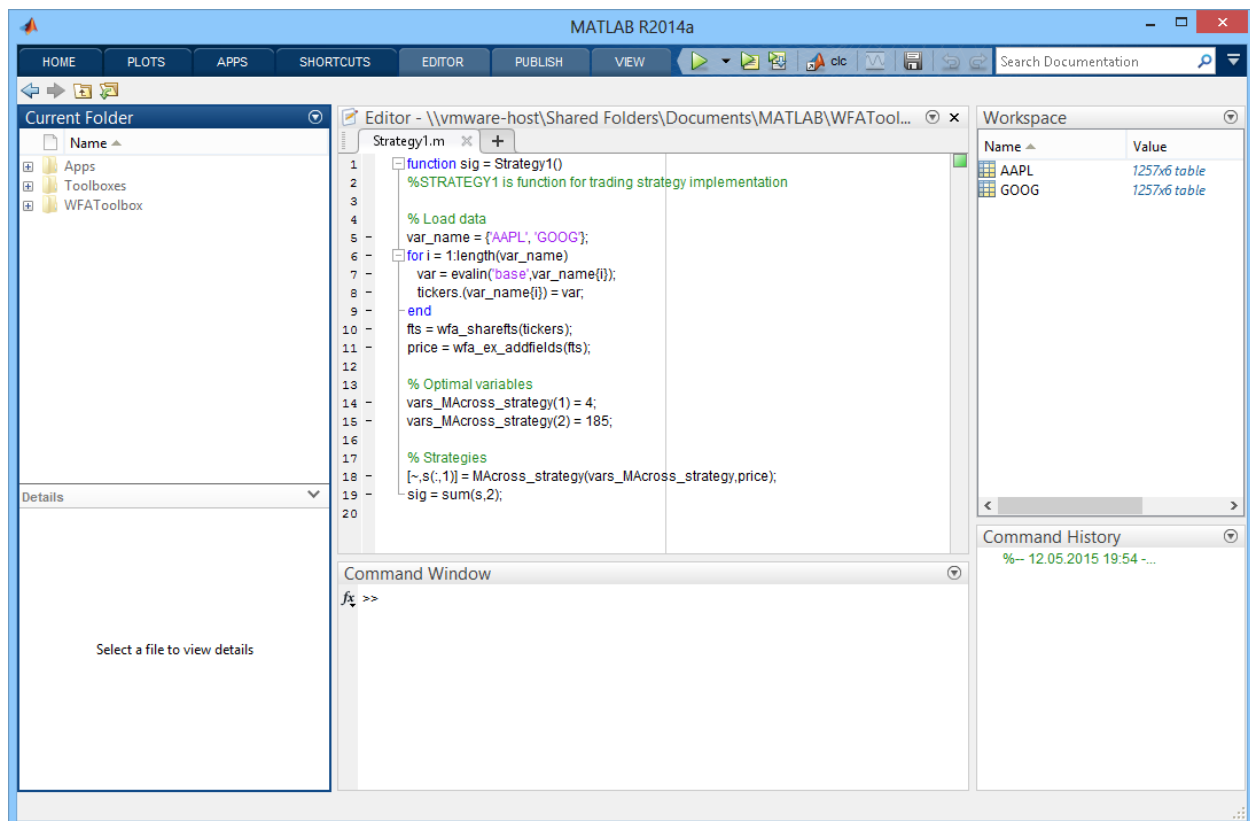 MATLAB R2014a
HOME PLOTS APPS SHORTCUTS EDITOR PUBLISH VIEW clc Search Documentation
Current Folder
Name
Apps
Toolboxes
WFAToolbox
Details
Select a file to view details
Editor - \\vmware-host\Shared Folders\Documents\MATLAB\WFATool...
Strategy1.m
1 function sig = Strategy1()
2 %STRATEGY1 is function for trading strategy implementation
3
4 % Load data
5 - var_name = {'AAPL', 'GOOG'};
6 - for i = 1:length(var_name)
7 - var = evalin('base',var_name{i});
8 - tickers.(var_name{i}) = var;
9 - end
10 - fts = wfa_sharefts(tickers);
11 - price = wfa_ex_addfields(fts);
12
13 % Optimal variables
14 - vars_MAcross_strategy(1) = 4;
15 - vars_MAcross_strategy(2) = 185;
16
17 % Strategies
18 - [~,s(:,1)] = MAcross_strategy(vars_MAcross_strategy,price);
19 - sig = sum(s,2);
20
Command Window
fx >>
Workspace
Name Value
AAPL 1257x6 table
GOOG 1257x6 table
Command History
%-- 12.05.2015 19:54 -...